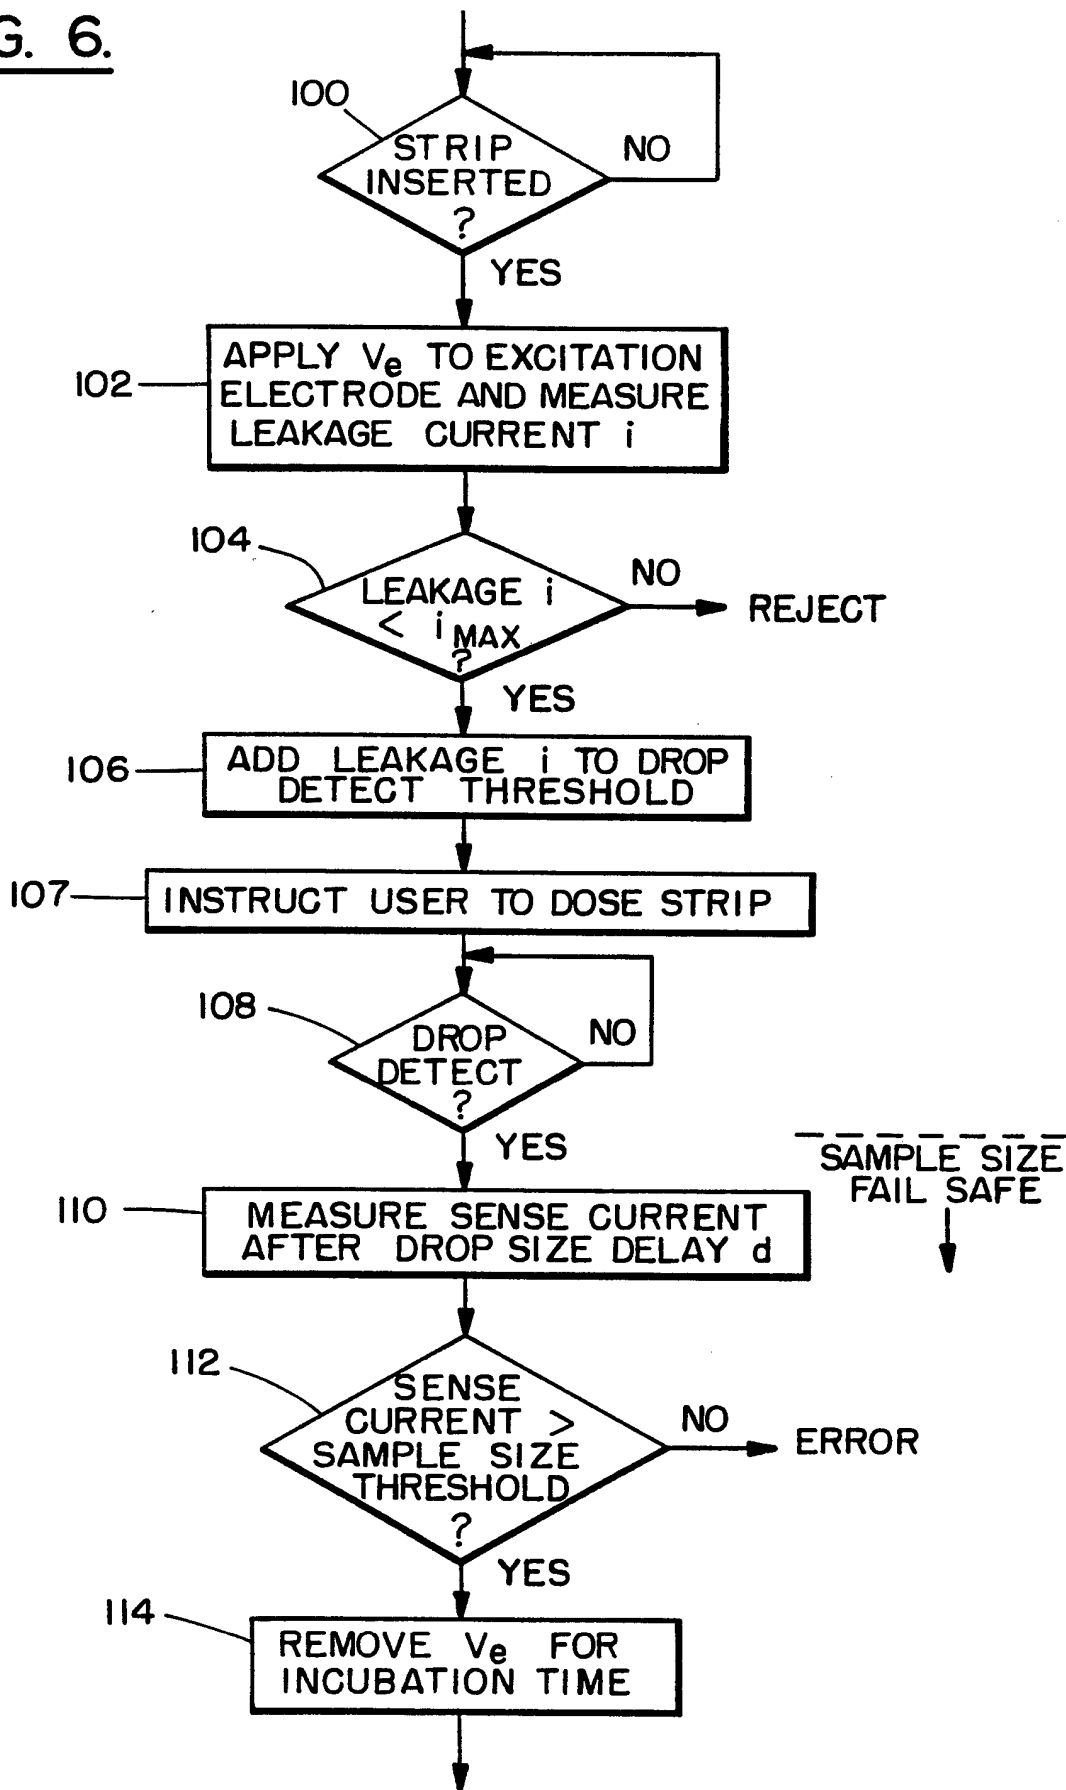 G. 6.
100
STRIP
INSERTED
?
NO
YES
102
APPLY Ve TO EXCITATION
ELECTRODE AND MEASURE
LEAKAGE CURRENT i
104
LEAKAGE i
< iMAX
?
NO
REJECT
YES
106
ADD LEAKAGE i TO DROP
DETECT THRESHOLD
107
INSTRUCT USER TO DOSE STRIP
108
DROP
DETECT
?
NO
YES
SAMPLE SIZE
FAIL SAFE
110
MEASURE SENSE CURRENT
AFTER DROP SIZE DELAY d
112
SENSE
CURRENT >
SAMPLE SIZE
THRESHOLD
?
NO
ERROR
YES
114
REMOVE Ve FOR
INCUBATION TIME